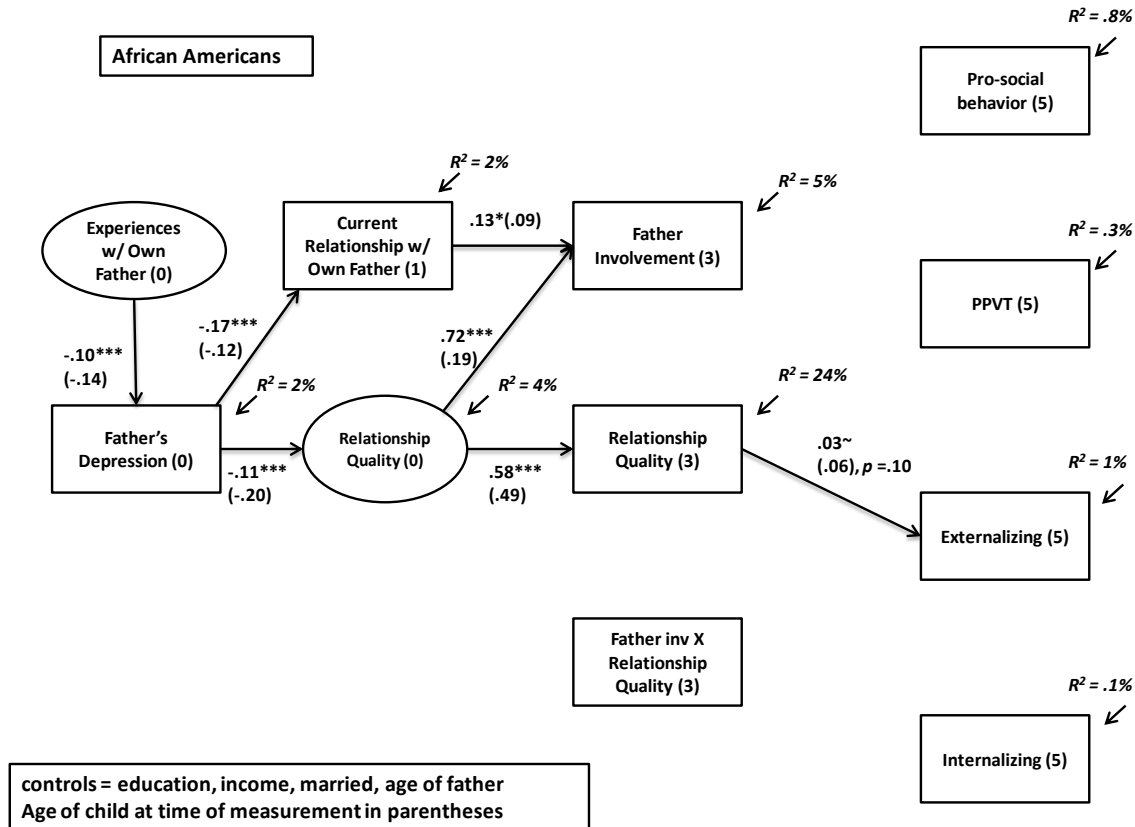 R² = .8%
African Americans
Pro-social
behavior (5)
R² = 2%
R² = 5%
R² = .3%
Experiences
w/ Own
Father (0)
Current
Relationship w/
Own Father (1)
.13*(.09)
Father
Involvement (3)
PPVT (5)
-.10***
(-.14)
-.17***
(-.12)
.72***
(.19)
R² = 2%
R² = 4%
R² = 24%
Father's
Depression (0)
-.11***
(-.20)
Relationship
Quality (0)
.58***
(.49)
Relationship
Quality (3)
.03~
(.06), p =.10
R² = 1%
Externalizing (5)
Father inv X
Relationship
Quality (3)
R² = .1%
Internalizing (5)
controls = education, income, married, age of father
Age of child at time of measurement in parentheses